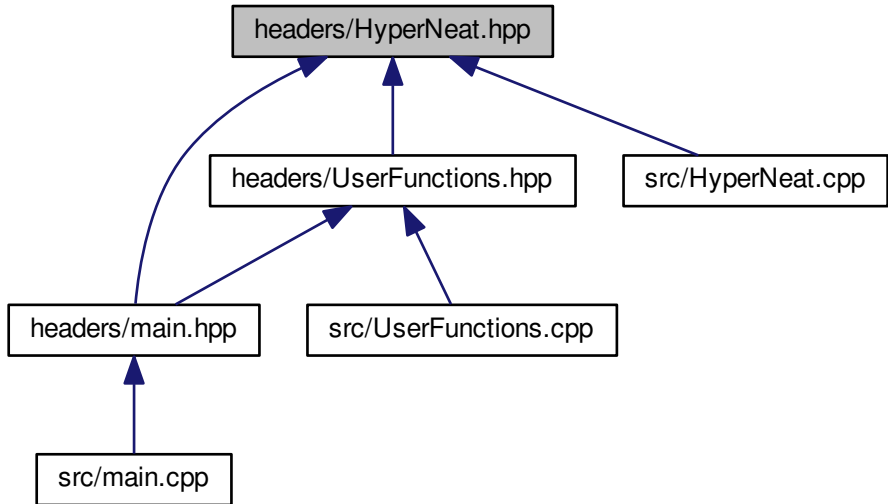 headers/HyperNeat.hpp
headers/UserFunctions.hpp
src/HyperNeat.cpp
headers/main.hpp
src/UserFunctions.cpp
src/main.cpp